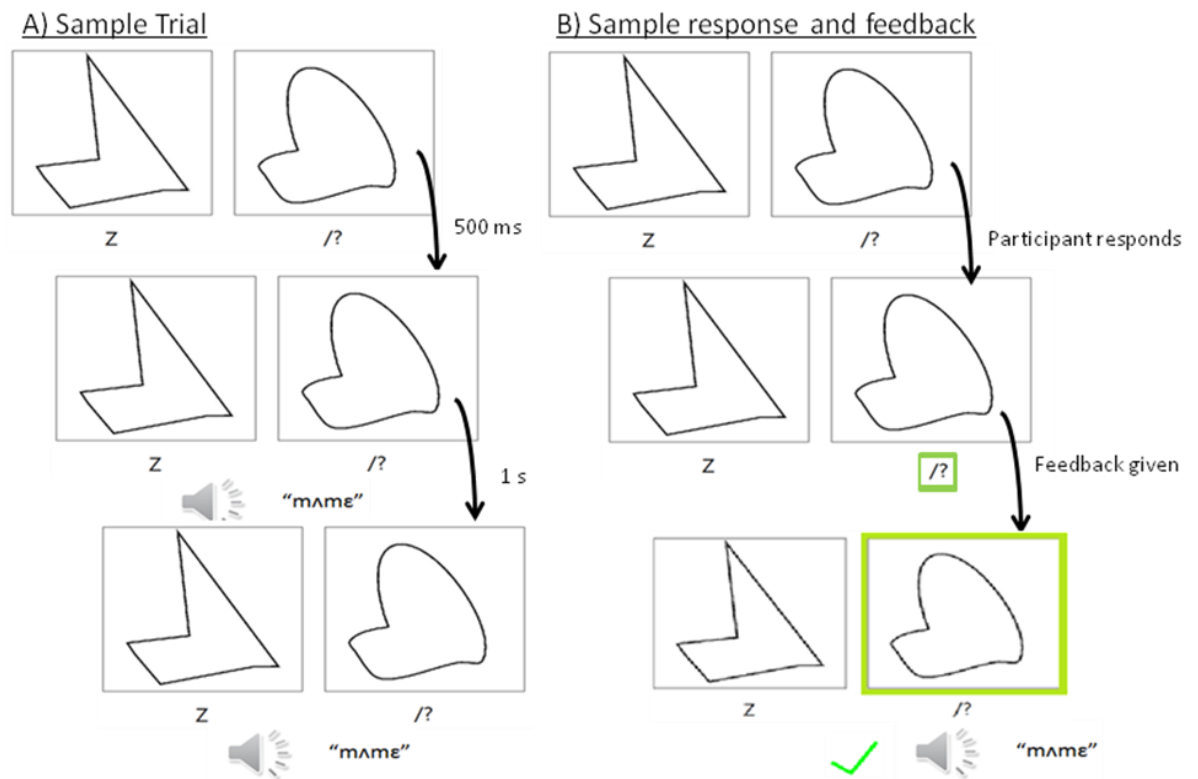 A) Sample Trial
Z /?
500 ms
Z /?
"mʌmɛ"
1 s
Z /?
"mʌmɛ"
B) Sample response and feedback
Z /?
Participant responds
Z /?
Feedback given
Z /?
"mʌmɛ"